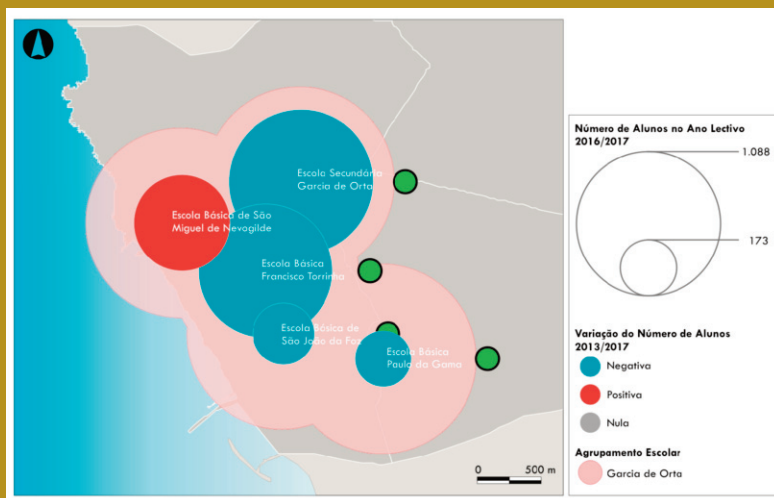 Escola Secundária
Garcia de Orta
Escola Básica de São
Miguel de Nevogilde
Escola Básica
Francisco Torrinha
Escola Básica de
São João da Foz
Escola Básica
Paulo da Gama
0 500 m
Número de Alunos no Ano Lectivo
2016/2017
1.088
173
Variação do Número de Alunos
2013/2017
Negativa
Positiva
Nula
Agrupamento Escolar
Garcia de Orta